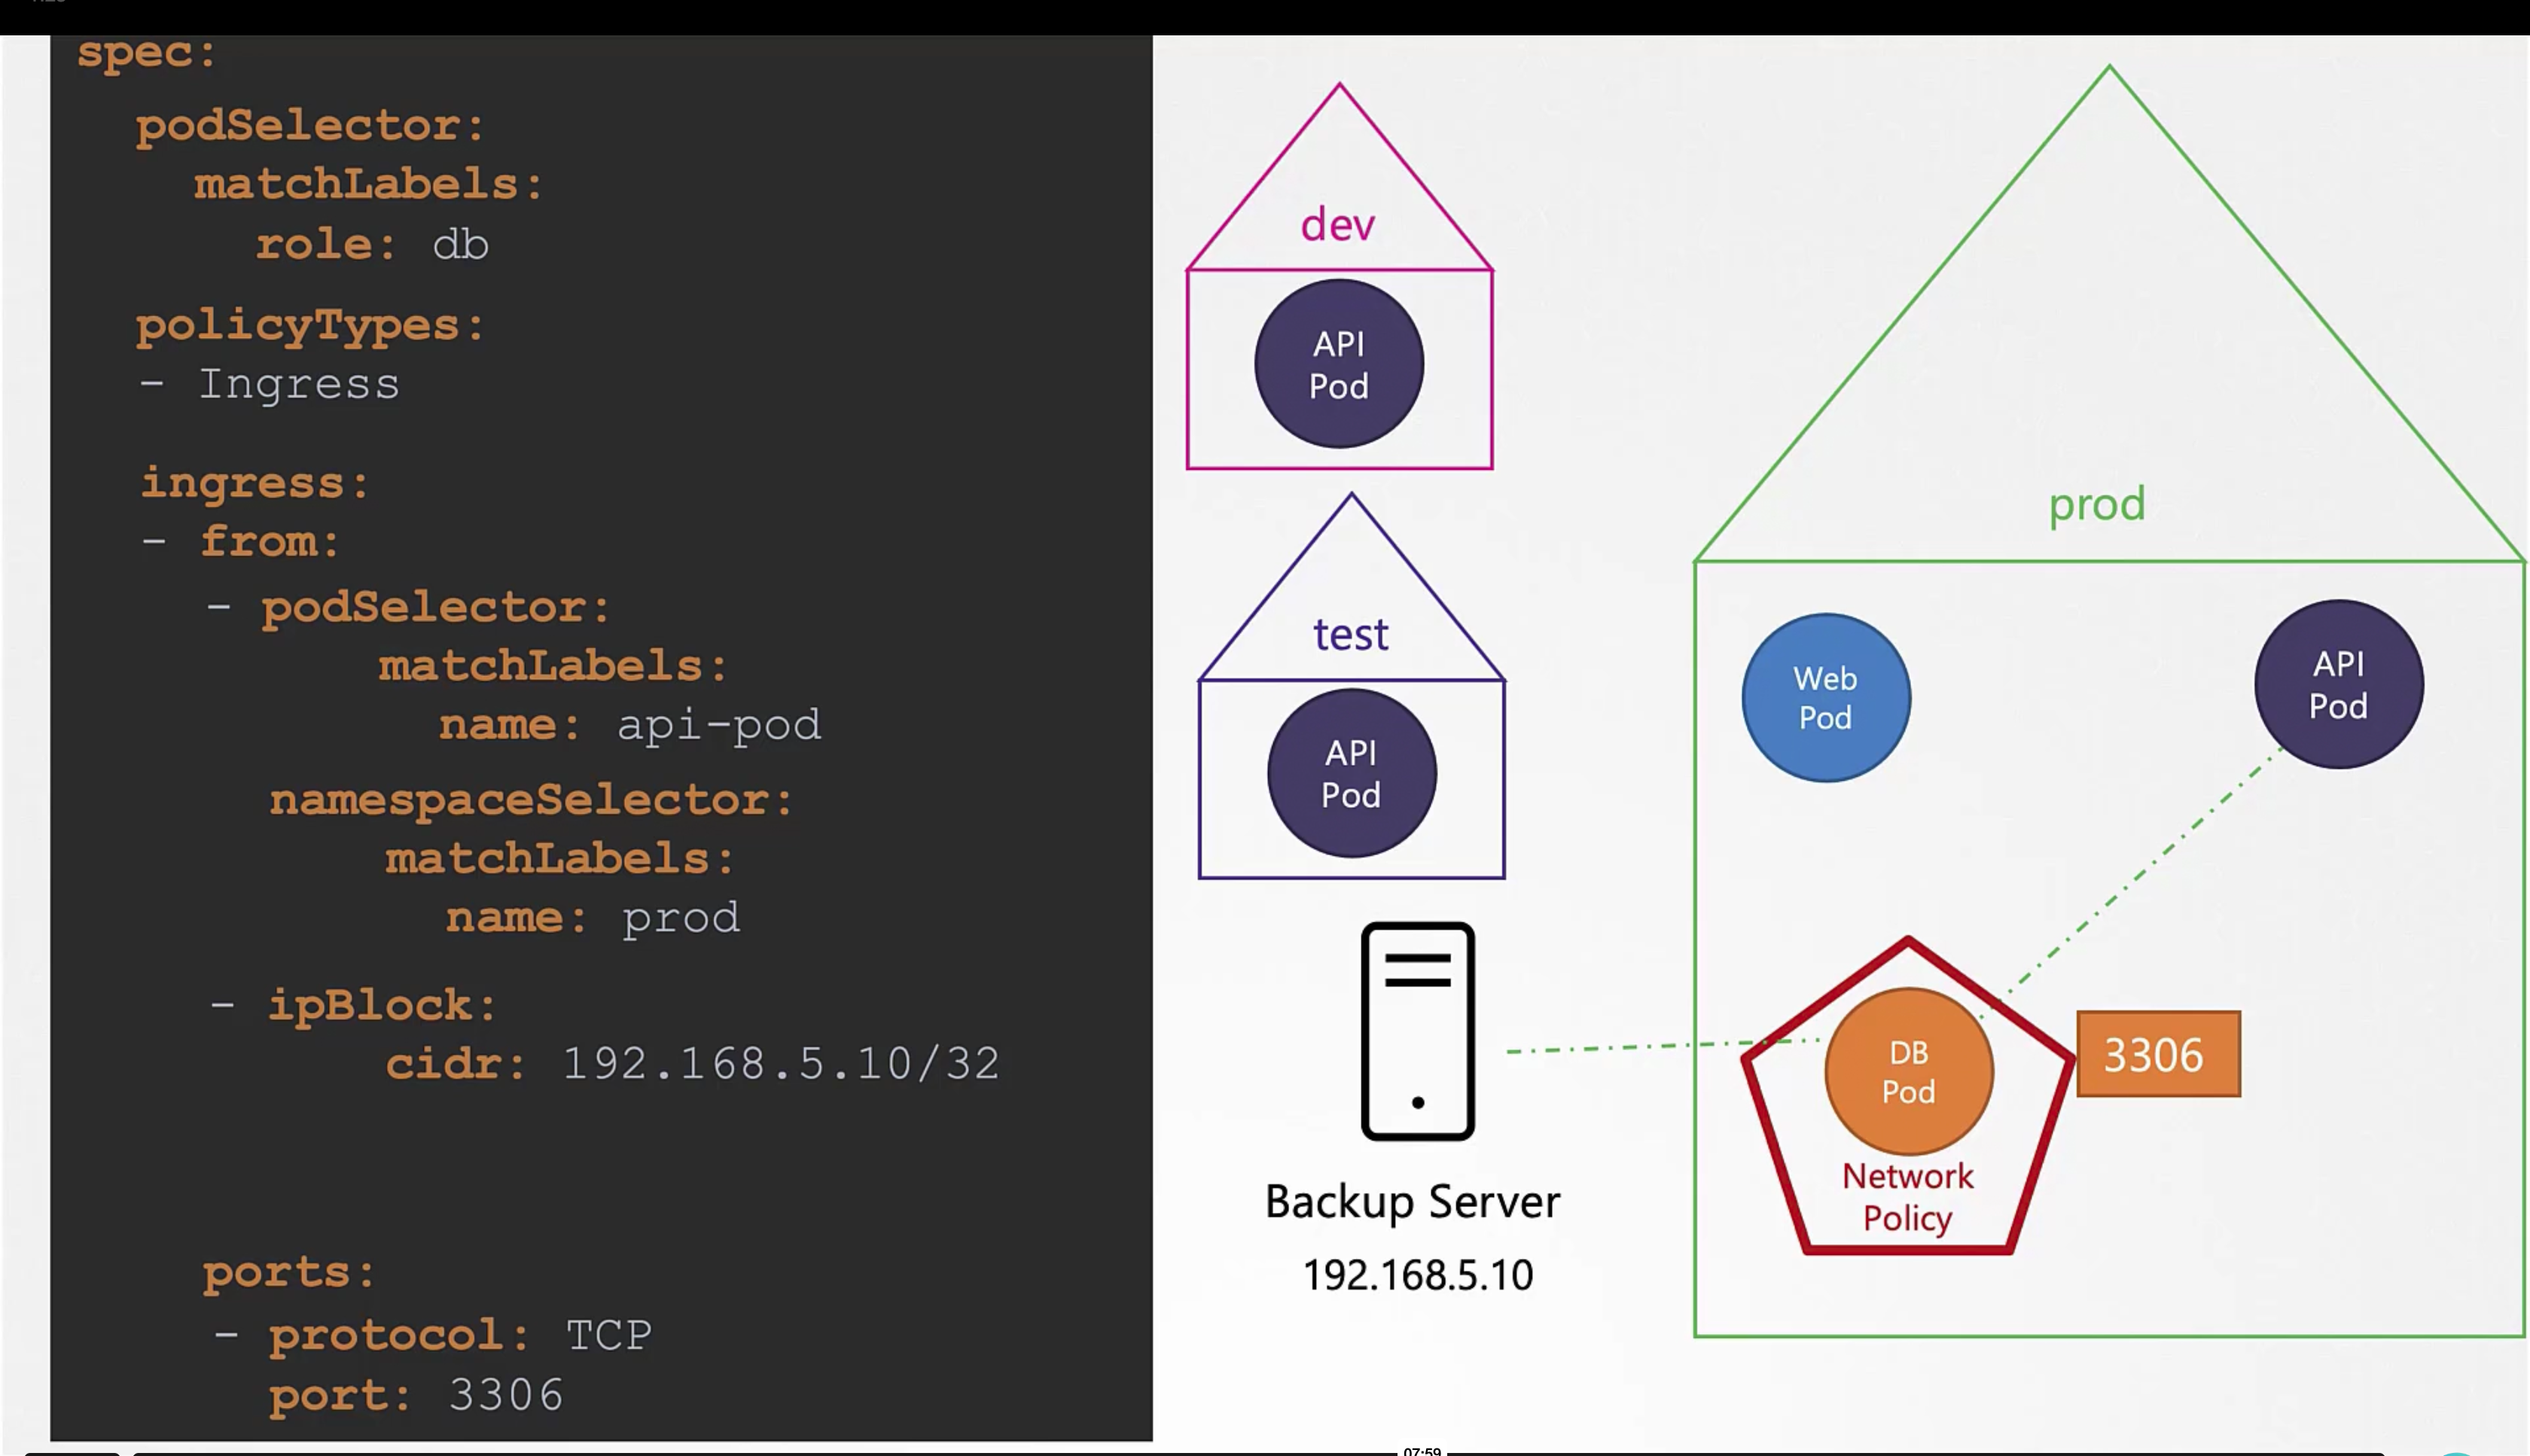 spec:
podSelector:
matchLabels:
role: db
policyTypes:
- Ingress
ingress:
- from:
- podSelector:
matchLabels:
name: api-pod
namespaceSelector:
matchLabels:
name: prod
- ipBlock:
cidr: 192.168.5.10/32
ports:
- protocol: TCP
port: 3306
dev
API
Pod
test
API
Pod
Backup Server
192.168.5.10
prod
Web
Pod
API
Pod
DB
Pod
Network
Policy
3306
07:59